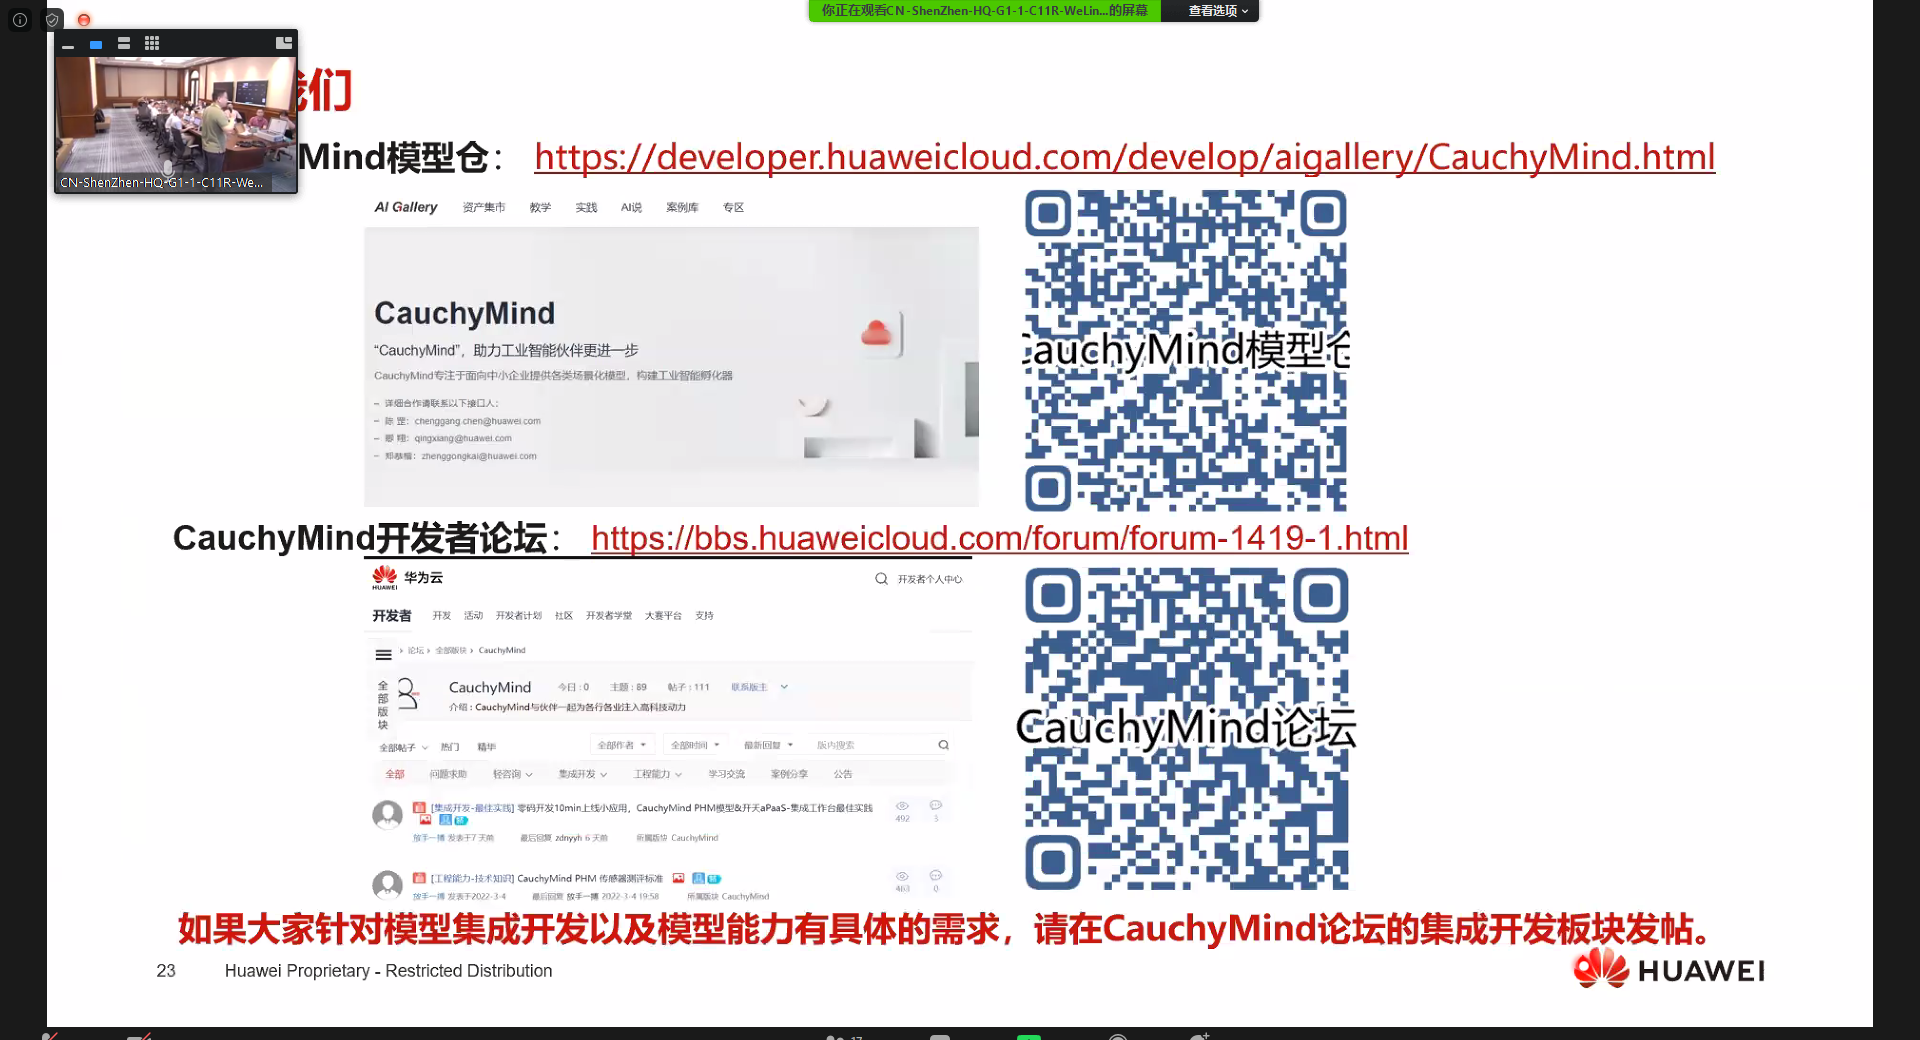 你正在观看CN-ShenZhen-HQ-G1-1-C11R-WeLin...的屏幕
查看选项
CN-ShenZhen-HQ-G1-1-C11R-We...
们
Mind模型仓： https://developer.huaweicloud.com/develop/aigallery/CauchyMind.html
AI Gallery 资产集市 教学 实践 AI说 案例库 专区
CauchyMind
“CauchyMind”，助力工业智能伙伴更进一步
CauchyMind专注于面向中小企业提供各类场景化模型，构建工业智能孵化器
– 详细合作请联系以下接口人：
– 陈 罡：chenggang.chen@huawei.com
– 卿 翔：qingxiang@huawei.com
– 郑恭楷：zhenggongkai@huawei.com
CauchyMind模型仓
CauchyMind开发者论坛： https://bbs.huaweicloud.com/forum/forum-1419-1.html
HUAWEI 华为云 开发者个人中心
开发者 开发 活动 开发者计划 社区 开发者学堂 大赛平台 支持
› 论坛 › 全部版块 › CauchyMind
全部版块
CauchyMind 今日：0 主题：89 帖子：111 联系版主
介绍：CauchyMind与伙伴一起为各行各业注入高科技动力
全部帖子 热门 精华 全部作者 全部时间 最新回复 版内搜索
全部 问题求助 轻咨询 集成开发 工程能力 学习交流 案例分享 公告
[集成开发-最佳实践] 零码开发10min上线小应用，CauchyMind PHM模型&开天aPaaS-集成工作台最佳实践
492 3
放手一搏 发表于7 天前 最后回复 zdnyyh 6 天前 所属版块 CauchyMind
[工程能力-技术知识] CauchyMind PHM 传感器测评标准
463 0
放手一搏 发表于2022-3-4 最后回复 放手一搏 2022-3-4 19:58 所属版块 CauchyMind
CauchyMind论坛
如果大家针对模型集成开发以及模型能力有具体的需求，请在CauchyMind论坛的集成开发板块发帖。
23 Huawei Proprietary - Restricted Distribution
HUAWEI